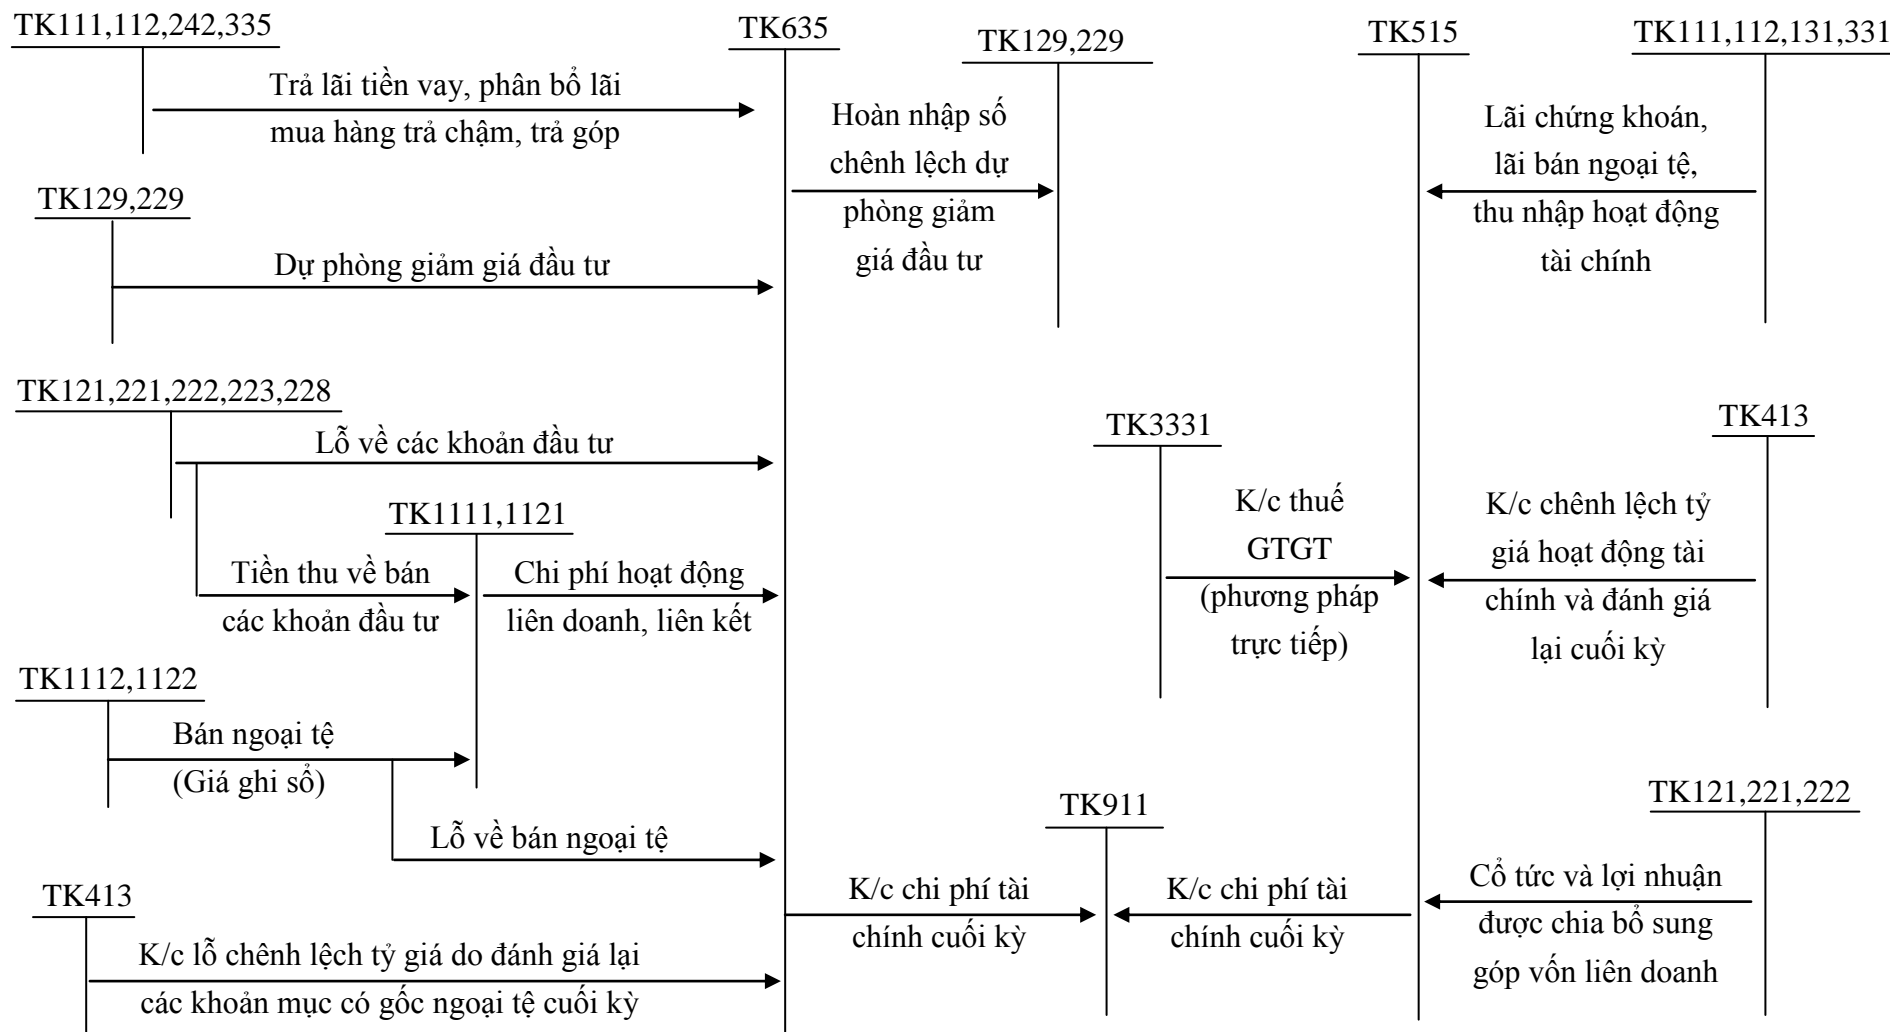 TK111,112,242,335
Trả lãi tiền vay, phân bổ lãi
mua hàng trả chậm, trả góp
TK635
TK129,229
Hoàn nhập số
chênh lệch dự
phòng giảm
giá đầu tư
TK515
TK111,112,131,331
Lãi chứng khoán,
lãi bán ngoại tệ,
thu nhập hoạt động
tài chính
TK129,229
Dự phòng giảm giá đầu tư
TK121,221,222,223,228
Lỗ về các khoản đầu tư
TK1111,1121
Tiền thu về bán
các khoản đầu tư
Chi phí hoạt động
liên doanh, liên kết
TK3331
K/c thuế
GTGT
(phương pháp
trực tiếp)
TK413
K/c chênh lệch tỷ
giá hoạt động tài
chính và đánh giá
lại cuối kỳ
TK1112,1122
Bán ngoại tệ
(Giá ghi sổ)
Lỗ về bán ngoại tệ
TK911
K/c chi phí tài
chính cuối kỳ
K/c chi phí tài
chính cuối kỳ
TK121,221,222
Cổ tức và lợi nhuận
được chia bổ sung
góp vốn liên doanh
TK413
K/c lỗ chênh lệch tỷ giá do đánh giá lại
các khoản mục có gốc ngoại tệ cuối kỳ